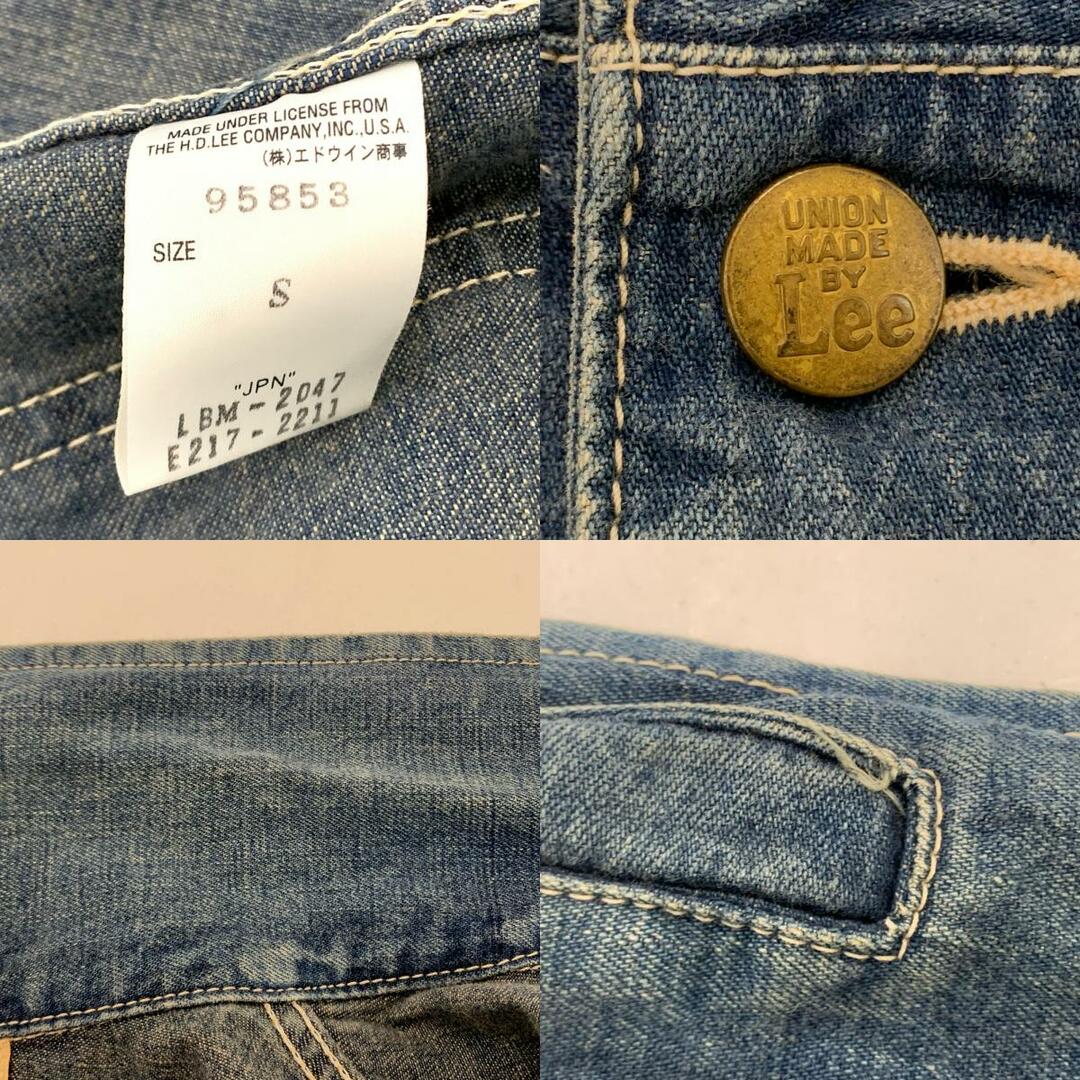 MADE UNDER LICENSE FROM
THE H.D.LEE COMPANY,INC.,U.S.A.
(株)エドウイン商事
95853
SIZE
S
"JPN"
LBM-2047
E217-2211
UNION
MADE
BY
Lee